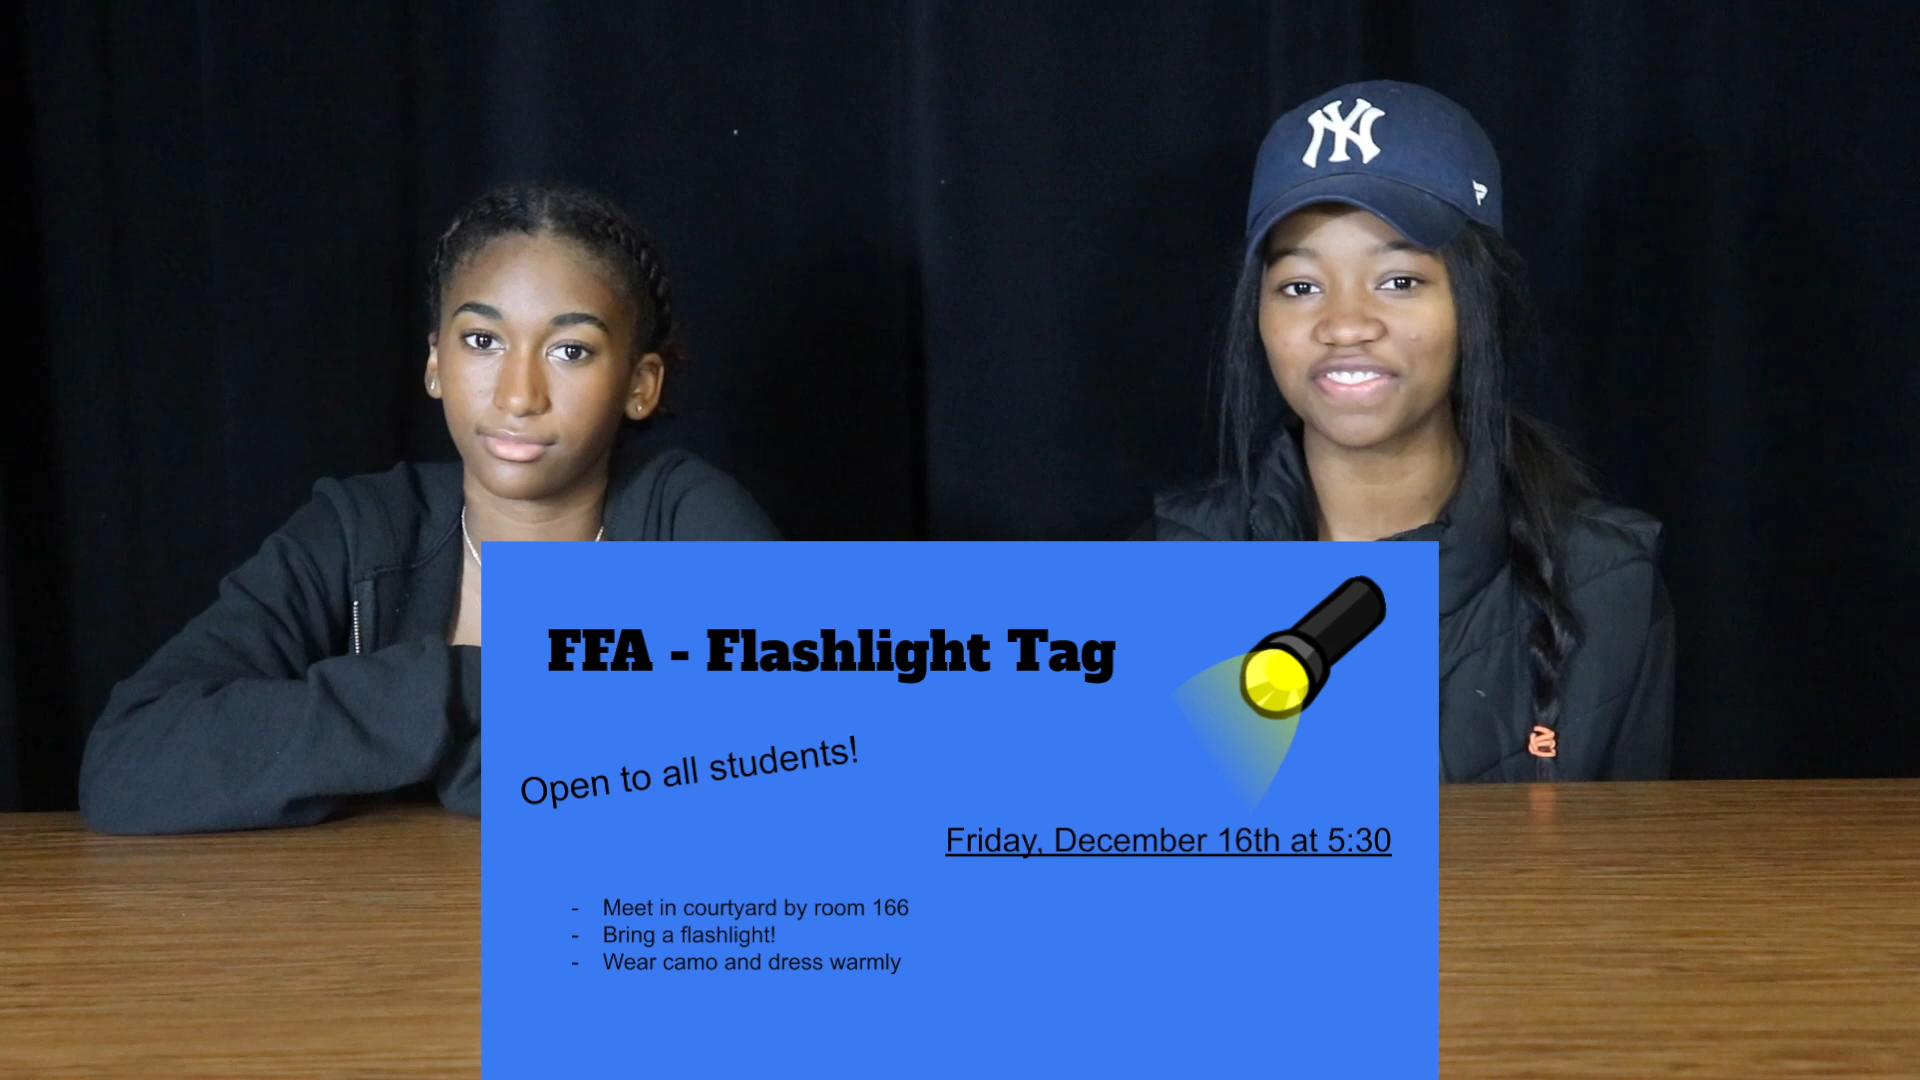 NY
FFA - Flashlight Tag
Open to all students!
Friday, December 16th at 5:30
- Meet in courtyard by room 166
- Bring a flashlight!
- Wear camo and dress warmly